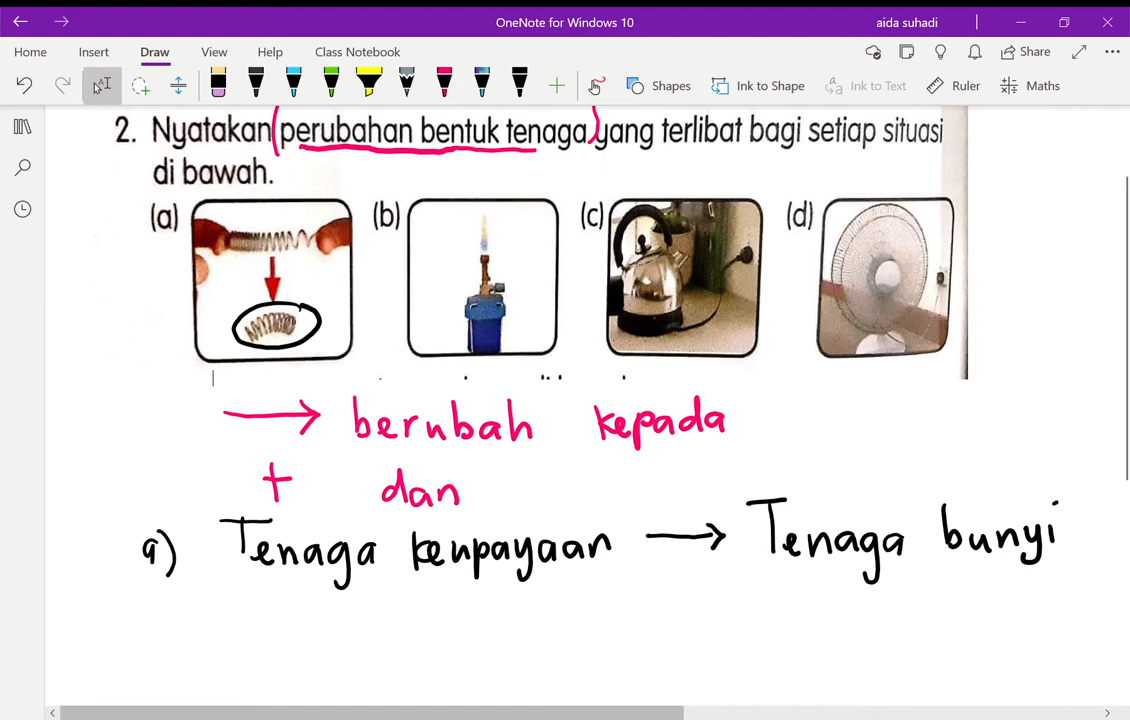 OneNote for Windows 10
aida suhadi
Home Insert Draw View Help Class Notebook
Share
Shapes Ink to Shape Ink to Text Ruler Maths
2. Nyatakan (perubahan bentuk tenaga) yang terlibat bagi setiap situasi
di bawah.
(a) (b) (c) (d)
→ berubah kepada
+ dan
a) Tenaga keupayaan → Tenaga bunyi